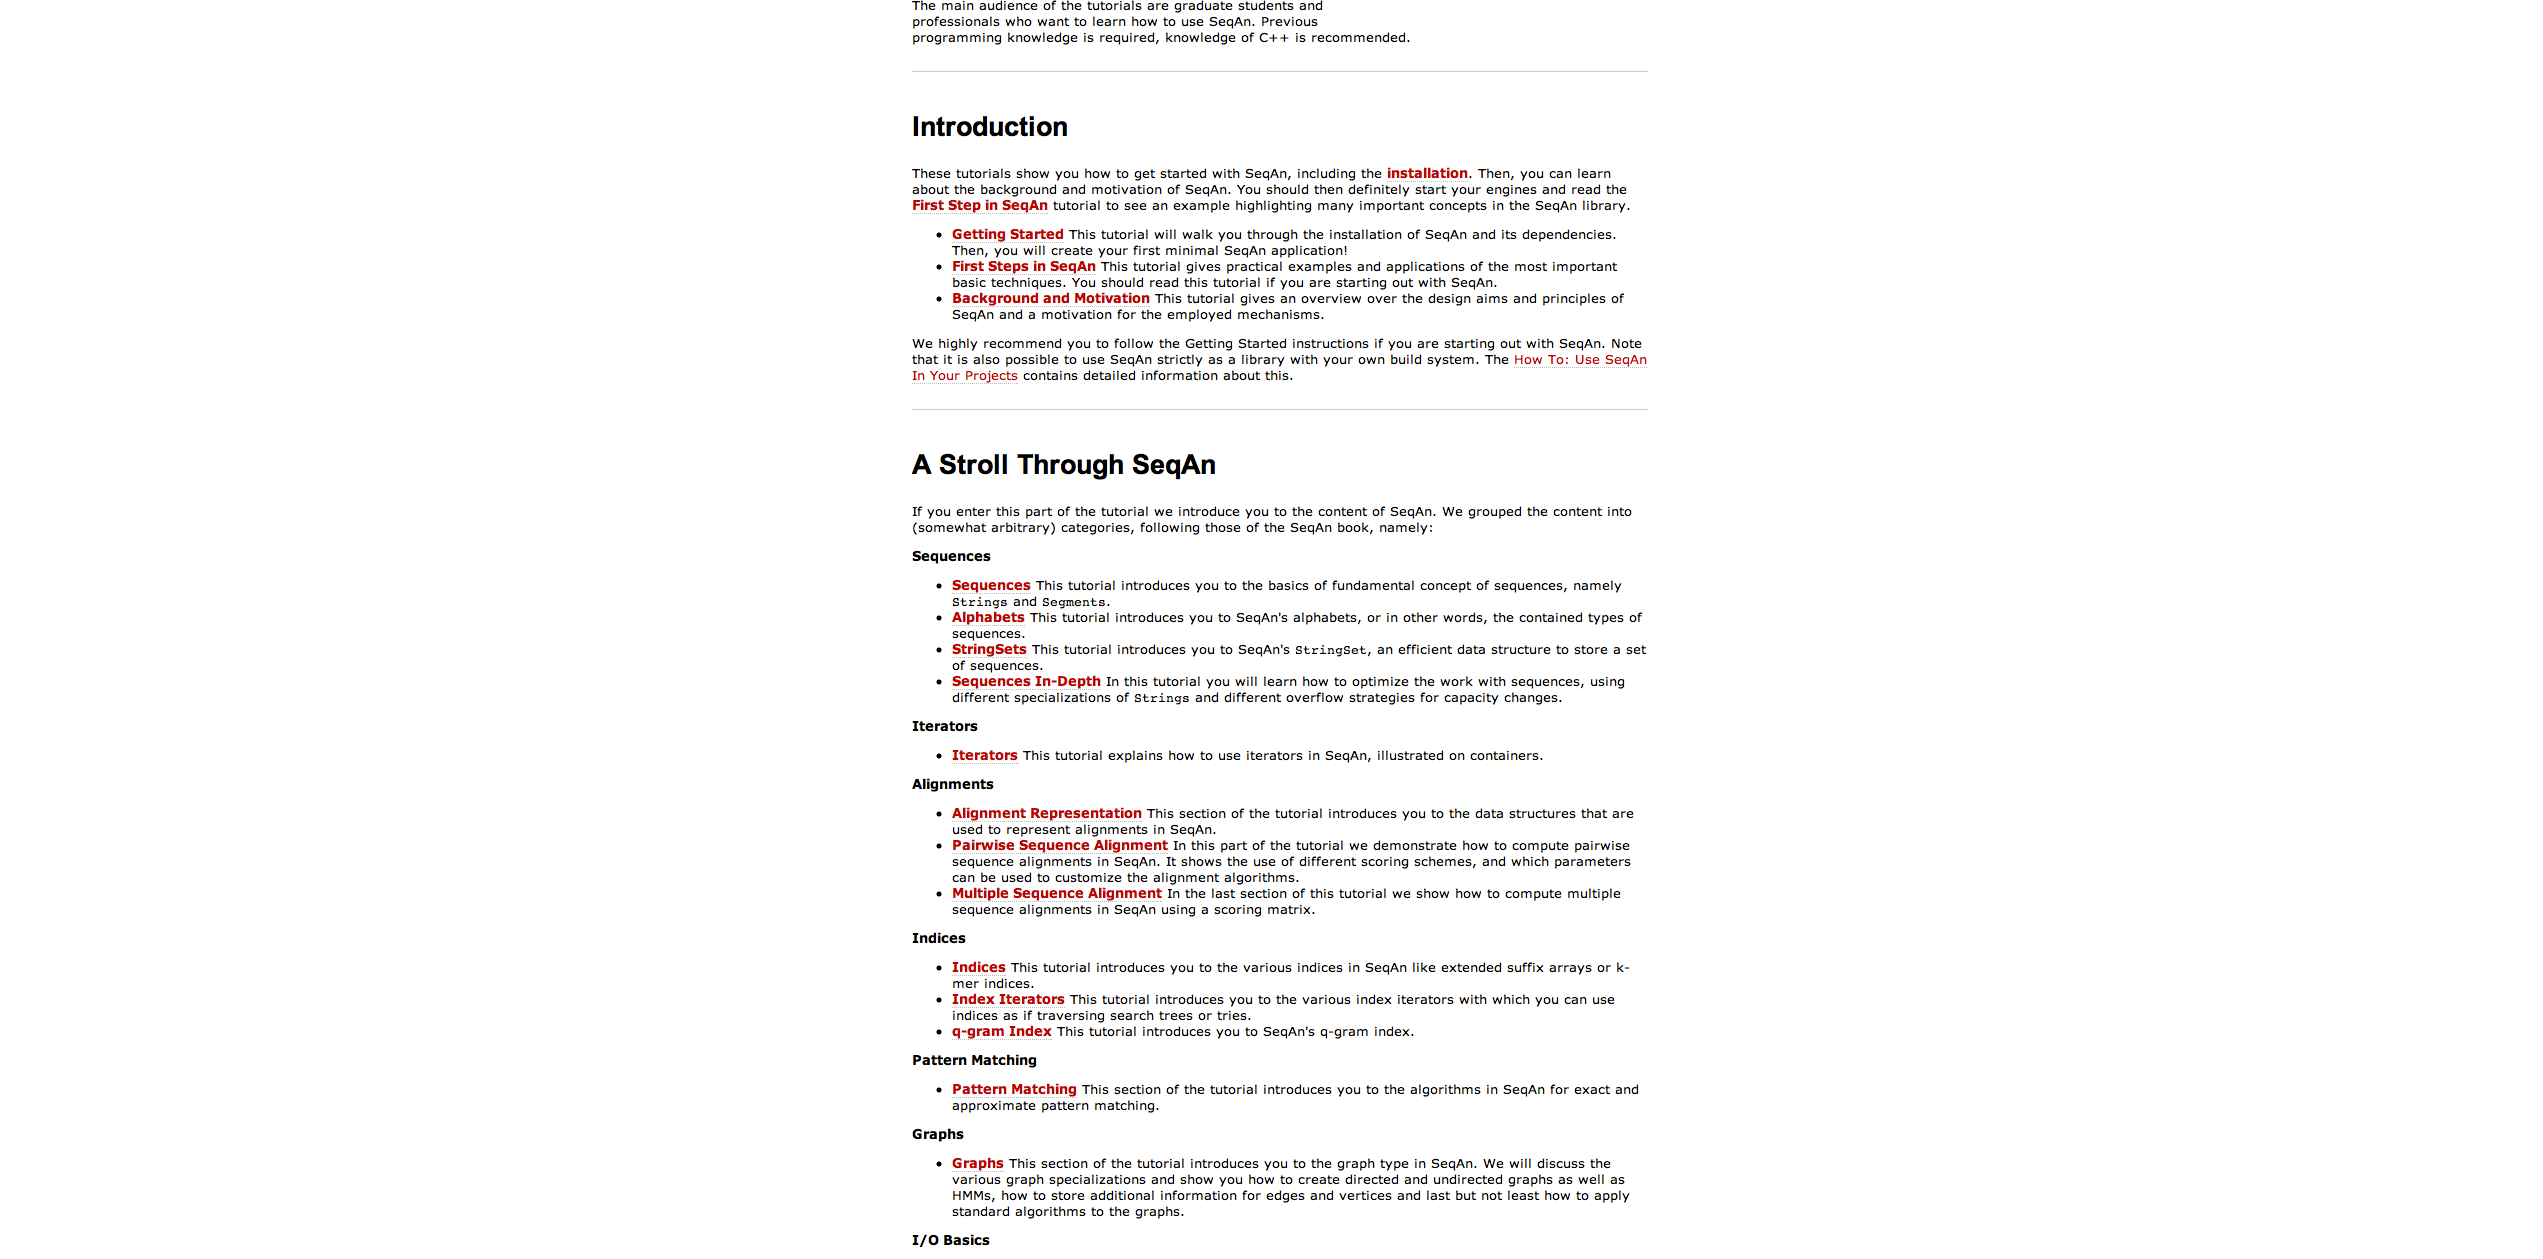 The main audience of the tutorials are graduate students and
professionals who want to learn how to use SeqAn. Previous
programming knowledge is required, knowledge of C++ is recommended.
Introduction
These tutorials show you how to get started with SeqAn, including the installation. Then, you can learn
about the background and motivation of SeqAn. You should then definitely start your engines and read the
First Step in SeqAn tutorial to see an example highlighting many important concepts in the SeqAn library.
• Getting Started This tutorial will walk you through the installation of SeqAn and its dependencies.
Then, you will create your first minimal SeqAn application!
• First Steps in SeqAn This tutorial gives practical examples and applications of the most important
basic techniques. You should read this tutorial if you are starting out with SeqAn.
• Background and Motivation This tutorial gives an overview over the design aims and principles of
SeqAn and a motivation for the employed mechanisms.
We highly recommend you to follow the Getting Started instructions if you are starting out with SeqAn. Note
that it is also possible to use SeqAn strictly as a library with your own build system. The How To: Use SeqAn
In Your Projects contains detailed information about this.
A Stroll Through SeqAn
If you enter this part of the tutorial we introduce you to the content of SeqAn. We grouped the content into
(somewhat arbitrary) categories, following those of the SeqAn book, namely:
Sequences
• Sequences This tutorial introduces you to the basics of fundamental concept of sequences, namely
Strings and Segments.
• Alphabets This tutorial introduces you to SeqAn's alphabets, or in other words, the contained types of
sequences.
• StringSets This tutorial introduces you to SeqAn's StringSet, an efficient data structure to store a set
of sequences.
• Sequences In-Depth In this tutorial you will learn how to optimize the work with sequences, using
different specializations of Strings and different overflow strategies for capacity changes.
Iterators
• Iterators This tutorial explains how to use iterators in SeqAn, illustrated on containers.
Alignments
• Alignment Representation This section of the tutorial introduces you to the data structures that are
used to represent alignments in SeqAn.
• Pairwise Sequence Alignment In this part of the tutorial we demonstrate how to compute pairwise
sequence alignments in SeqAn. It shows the use of different scoring schemes, and which parameters
can be used to customize the alignment algorithms.
• Multiple Sequence Alignment In the last section of this tutorial we show how to compute multiple
sequence alignments in SeqAn using a scoring matrix.
Indices
• Indices This tutorial introduces you to the various indices in SeqAn like extended suffix arrays or k-
mer indices.
• Index Iterators This tutorial introduces you to the various index iterators with which you can use
indices as if traversing search trees or tries.
• q-gram Index This tutorial introduces you to SeqAn's q-gram index.
Pattern Matching
• Pattern Matching This section of the tutorial introduces you to the algorithms in SeqAn for exact and
approximate pattern matching.
Graphs
• Graphs This section of the tutorial introduces you to the graph type in SeqAn. We will discuss the
various graph specializations and show you how to create directed and undirected graphs as well as
HMMs, how to store additional information for edges and vertices and last but not least how to apply
standard algorithms to the graphs.
I/O Basics